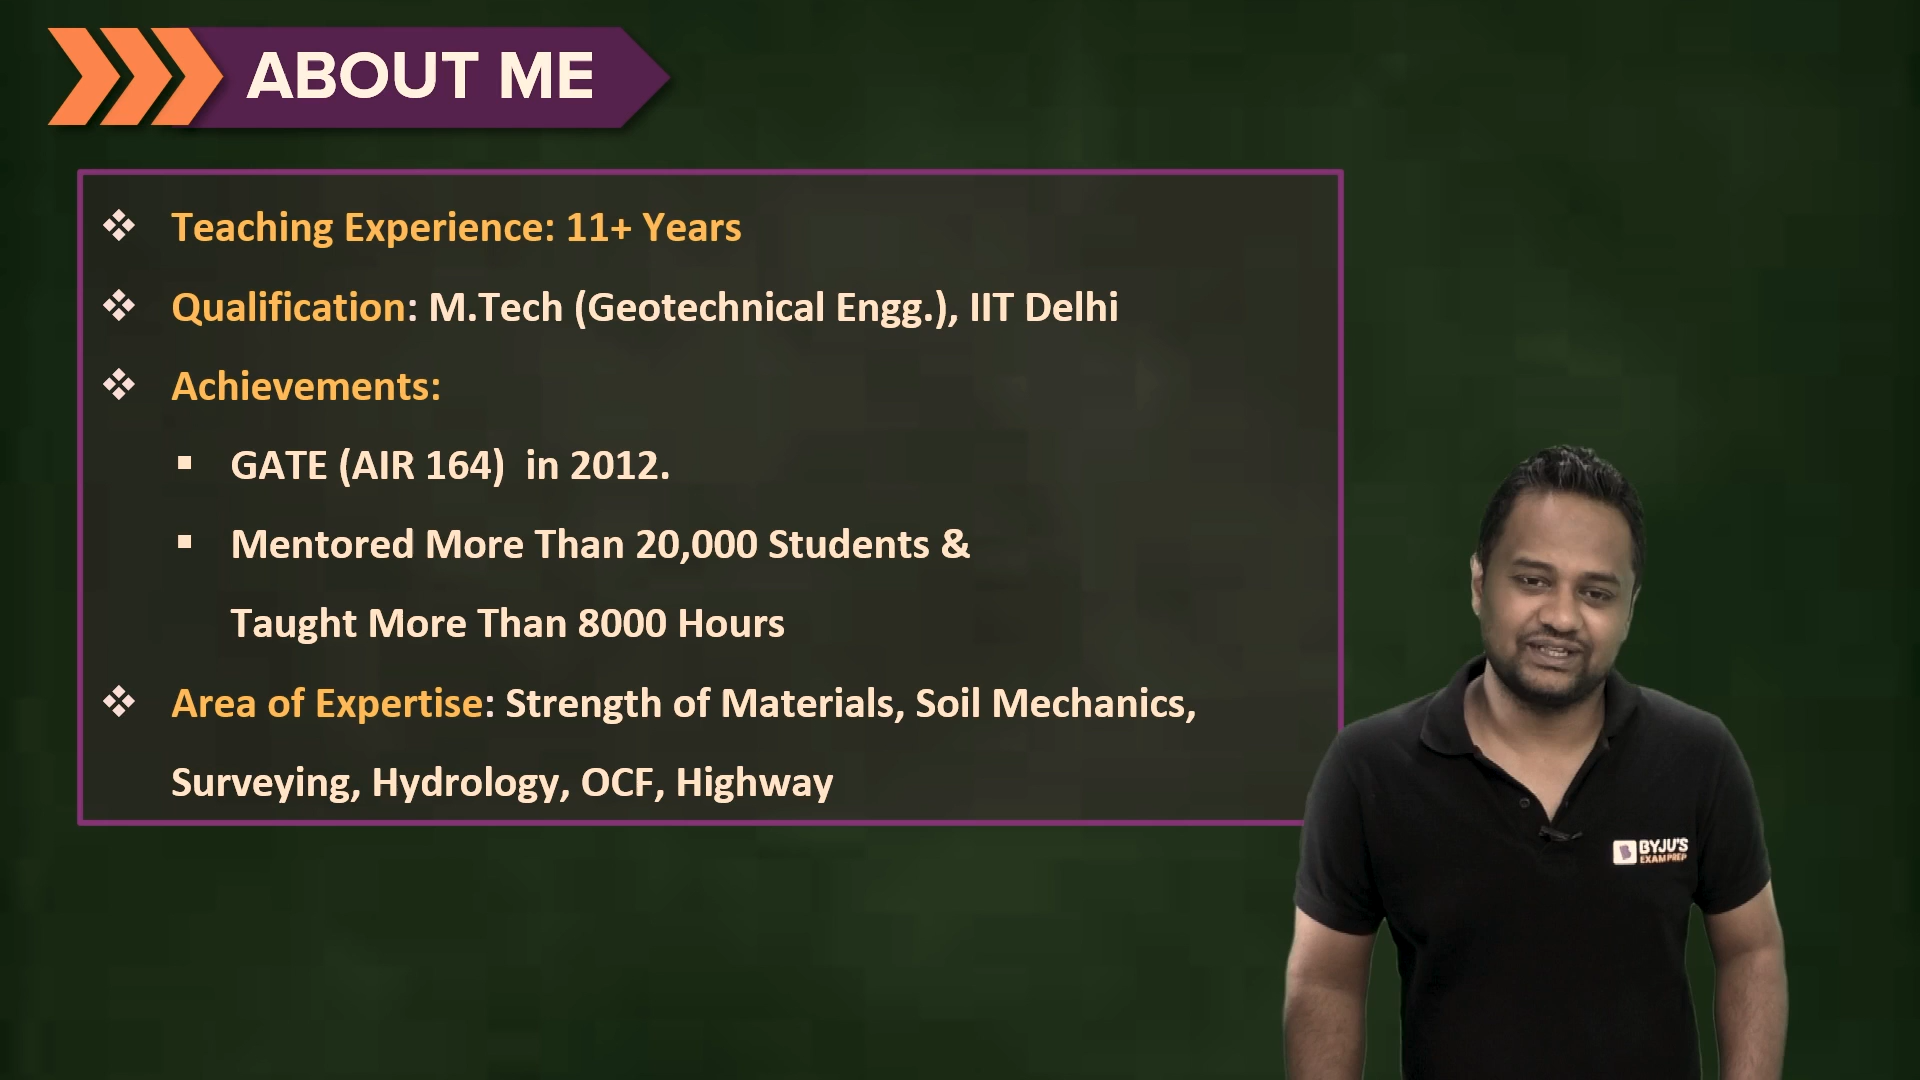 ABOUT ME
Teaching Experience: 11+ Years
Qualification: M.Tech (Geotechnical Engg.), IIT Delhi
Achievements:
GATE (AIR 164) in 2012.
Mentored More Than 20,000 Students &
Taught More Than 8000 Hours
Area of Expertise: Strength of Materials, Soil Mechanics,
Surveying, Hydrology, OCF, Highway
BYJU'S
EXAM PREP